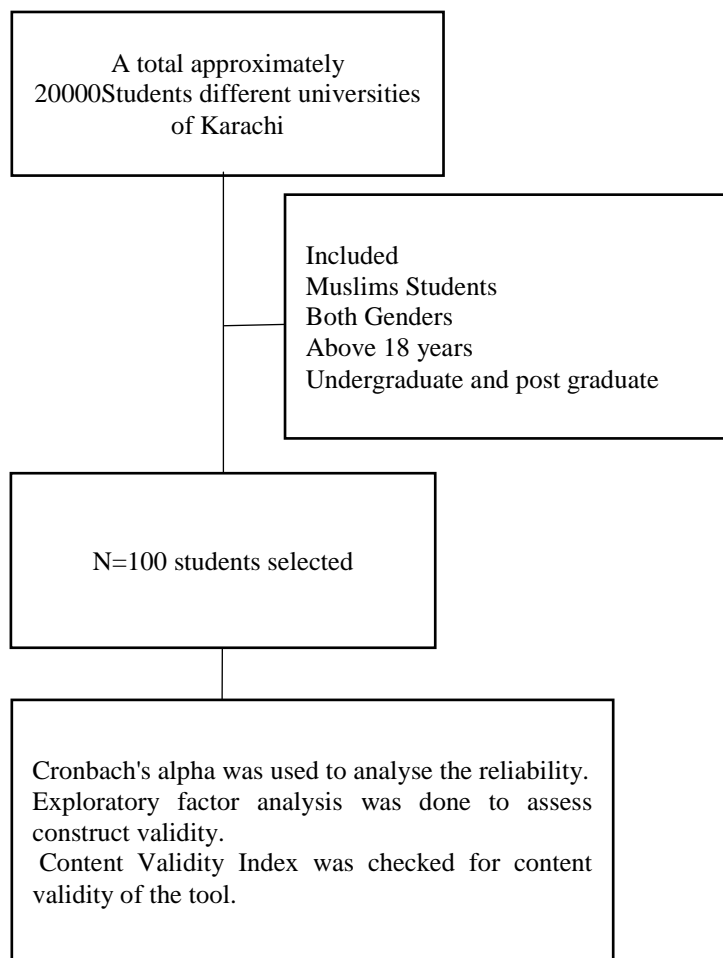 A total approximately
20000Students different universities
of Karachi
Included
Muslims Students
Both Genders
Above 18 years
Undergraduate and post graduate
N=100 students selected
Cronbach's alpha was used to analyse the reliability.
Exploratory factor analysis was done to assess
construct validity.
Content Validity Index was checked for content
validity of the tool.